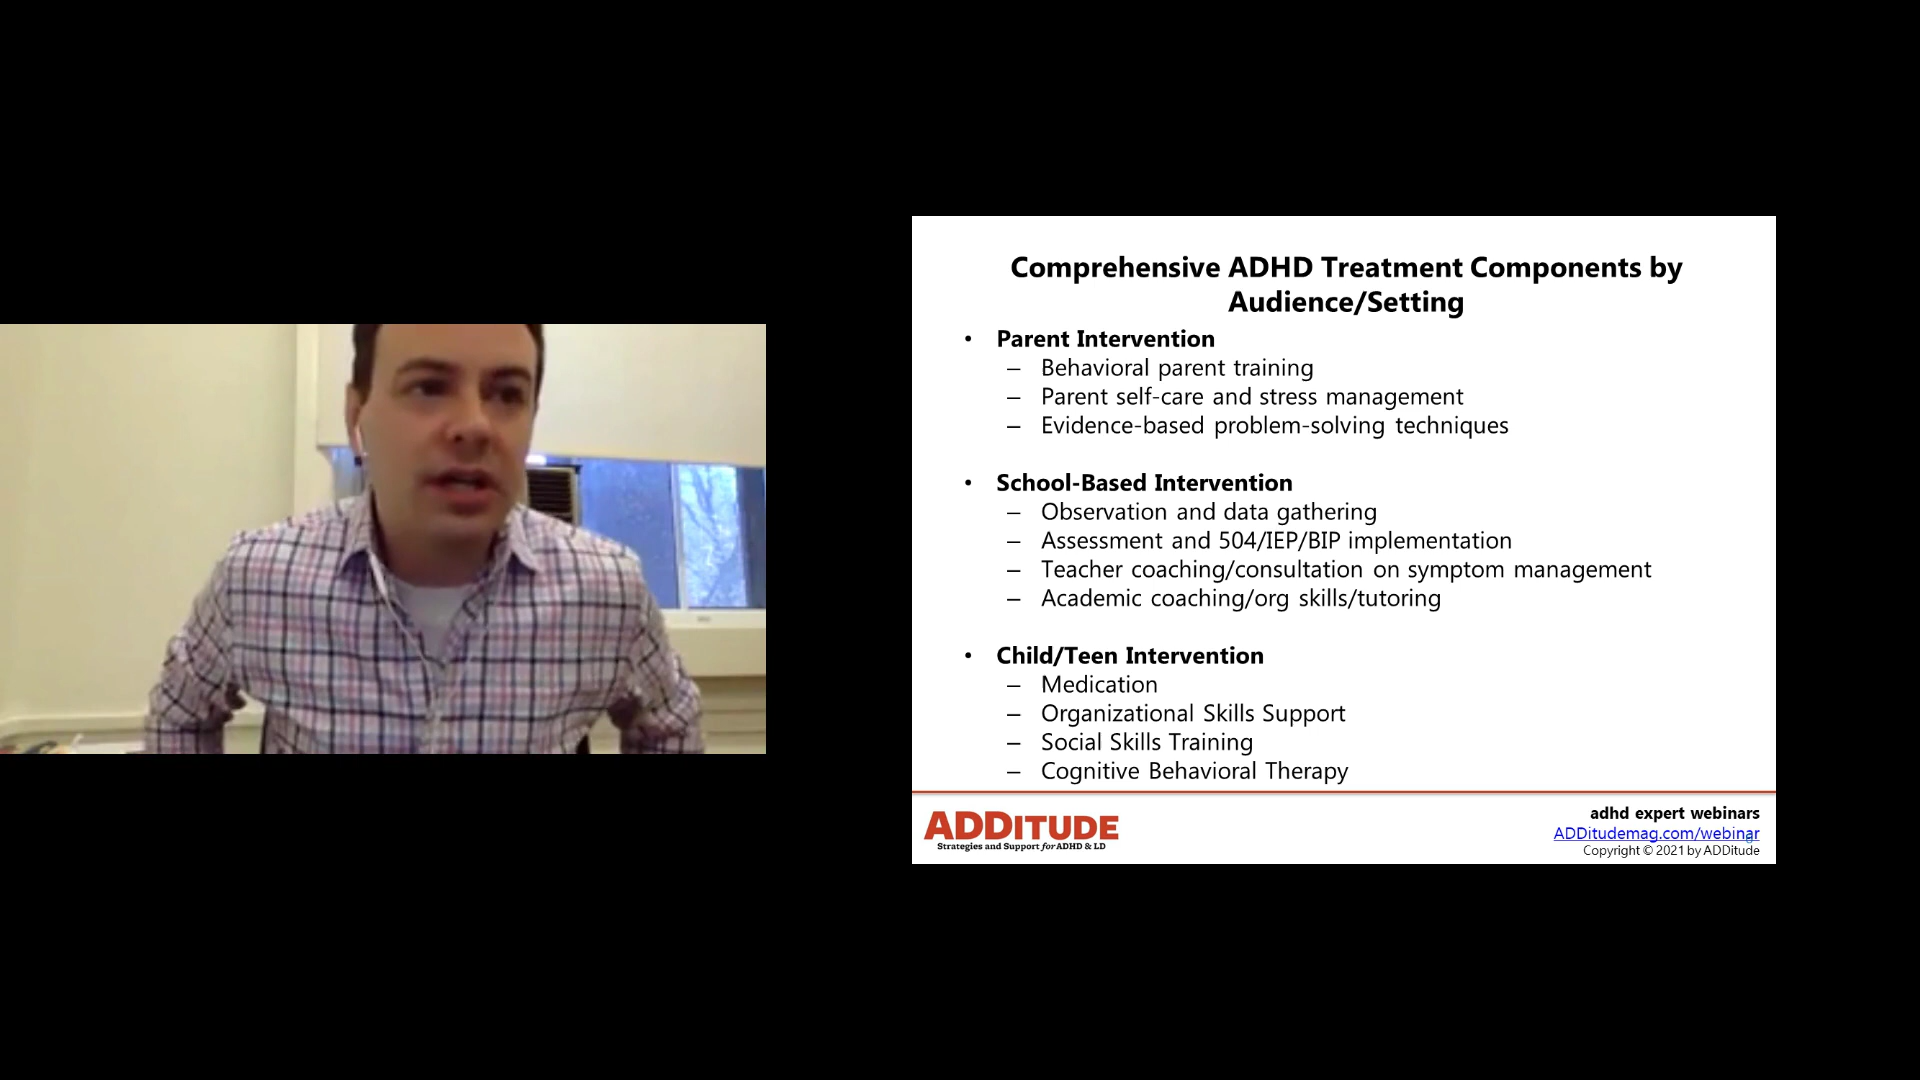 Comprehensive ADHD Treatment Components by
Audience/Setting
• Parent Intervention
– Behavioral parent training
– Parent self-care and stress management
– Evidence-based problem-solving techniques
• School-Based Intervention
– Observation and data gathering
– Assessment and 504/IEP/BIP implementation
– Teacher coaching/consultation on symptom management
– Academic coaching/org skills/tutoring
• Child/Teen Intervention
– Medication
– Organizational Skills Support
– Social Skills Training
– Cognitive Behavioral Therapy
ADDITUDE
Strategies and Support for ADHD & LD
adhd expert webinars
ADDitudemag.com/webinar
Copyright © 2021 by ADDitude